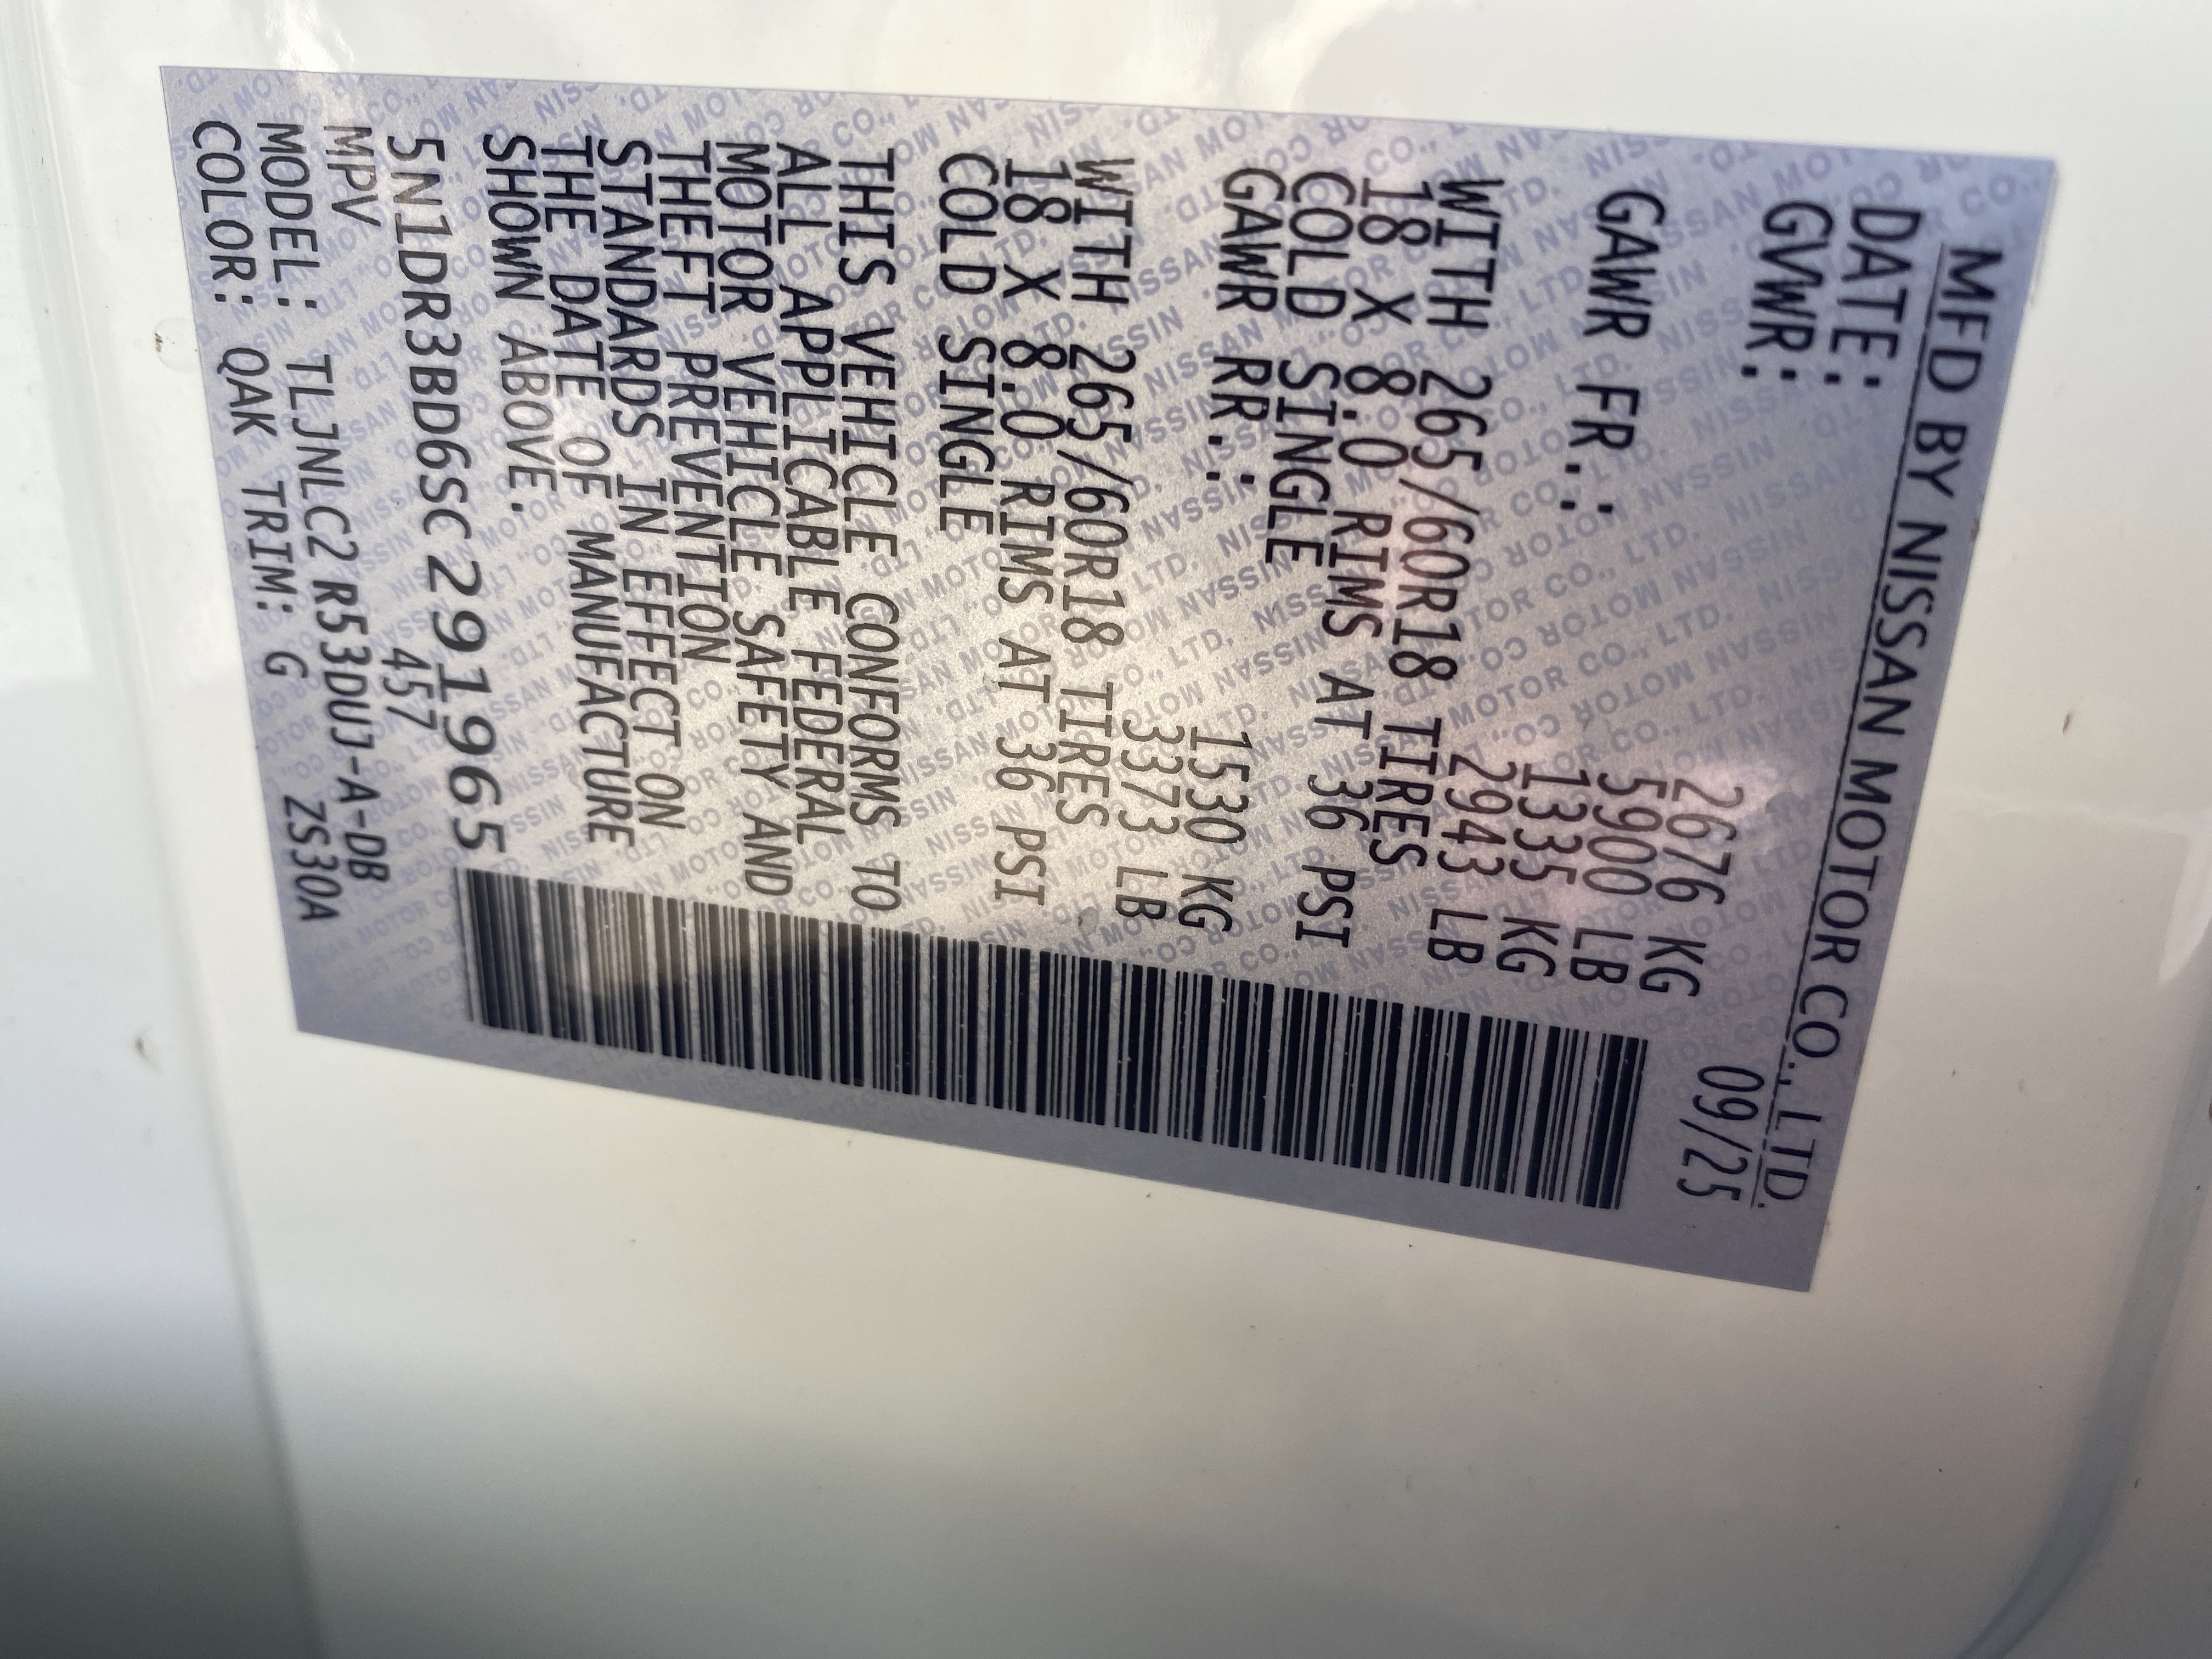 MFD BY NISSAN MOTOR CO., LTD.
DATE: 09/25
GVWR: 2676 KG
5900 LB
GAWR FR.: 1335 KG
2943 LB
WITH 265/60R18 TIRES
18 X 8.0 RIMS AT 36 PSI
COLD SINGLE
GAWR RR.: 1530 KG
3373 LB
WITH 265/60R18 TIRES
18 X 8.0 RIMS AT 36 PSI
COLD SINGLE
THIS VEHICLE CONFORMS TO
ALL APPLICABLE FEDERAL
MOTOR VEHICLE SAFETY AND
THEFT PREVENTION
STANDARDS IN EFFECT ON
THE DATE OF MANUFACTURE
SHOWN ABOVE.
5N1DR3BD6SC291965
MPV 457
MODEL: TLJNLC2 R53DUJ-A-DB
COLOR: QAK TRIM: G ZS30A